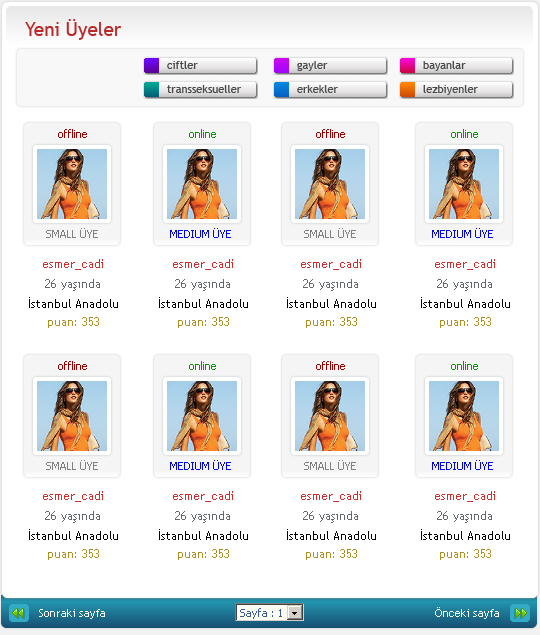 Yeni Üyeler
ciftler gayler bayanlar
transseksueller erkekler lezbiyenler
offline online offline online
SMALL ÜYE MEDIUM ÜYE SMALL ÜYE MEDIUM ÜYE
esmer_cadi esmer_cadi esmer_cadi esmer_cadi
26 yaşında 26 yaşında 26 yaşında 26 yaşında
İstanbul Anadolu İstanbul Anadolu İstanbul Anadolu İstanbul Anadolu
puan: 353 puan: 353 puan: 353 puan: 353
offline online offline online
SMALL ÜYE MEDIUM ÜYE SMALL ÜYE MEDIUM ÜYE
esmer_cadi esmer_cadi esmer_cadi esmer_cadi
26 yaşında 26 yaşında 26 yaşında 26 yaşında
İstanbul Anadolu İstanbul Anadolu İstanbul Anadolu İstanbul Anadolu
puan: 353 puan: 353 puan: 353 puan: 353
Sonraki sayfa Sayfa : 1 Önceki sayfa